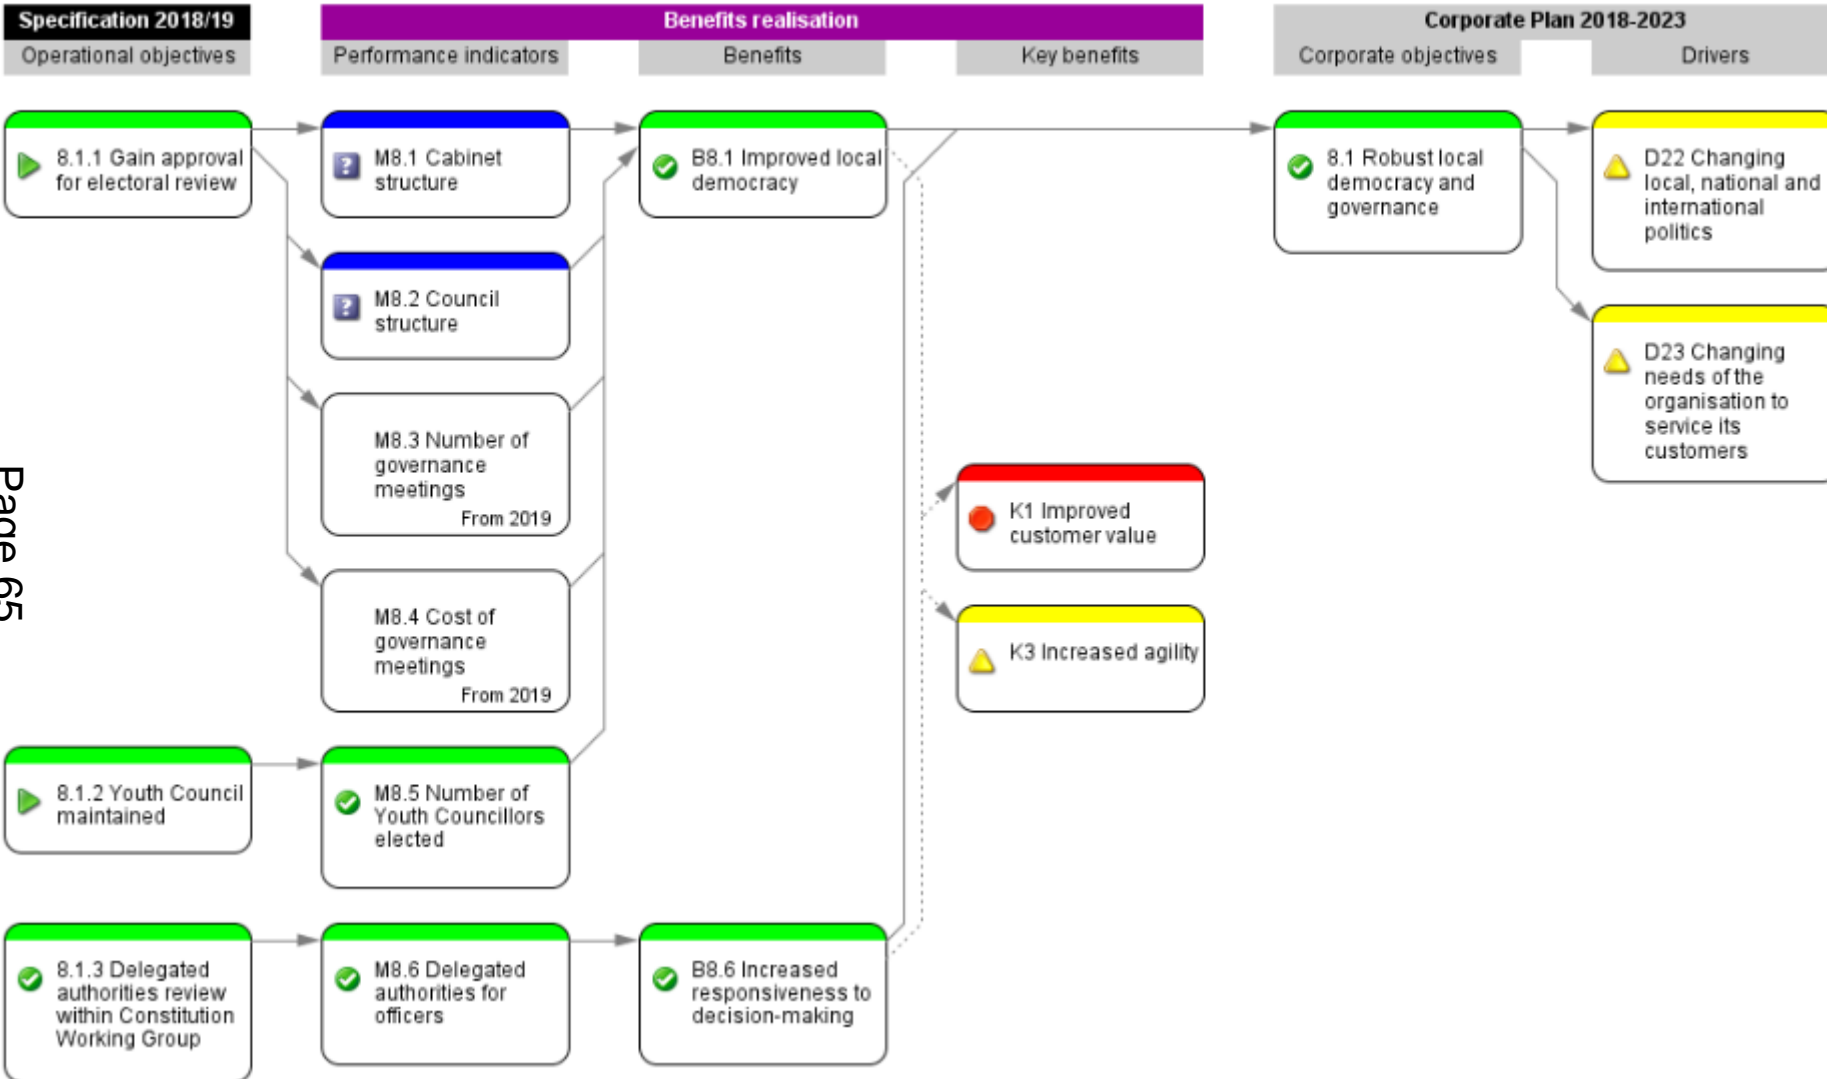 Specification 2018/19
Benefits realisation
Corporate Plan 2018-2023
Operational objectives
Performance indicators
Benefits
Key benefits
Corporate objectives
Drivers
8.1.1 Gain approval
for electoral review
M8.1 Cabinet
structure
B8.1 Improved local
democracy
8.1 Robust local
democracy and
governance
D22 Changing
local, national and
international
politics
?
M8.2 Council
structure
?
D23 Changing
needs of the
organisation to
service its
customers
M8.3 Number of
governance
meetings
From 2019
K1 Improved
customer value
Page 65
M8.4 Cost of
governance
meetings
From 2019
K3 Increased agility
8.1.2 Youth Council
maintained
M8.5 Number of
Youth Councillors
elected
8.1.3 Delegated
authorities review
within Constitution
Working Group
M8.6 Delegated
authorities for
officers
B8.6 Increased
responsiveness to
decision-making